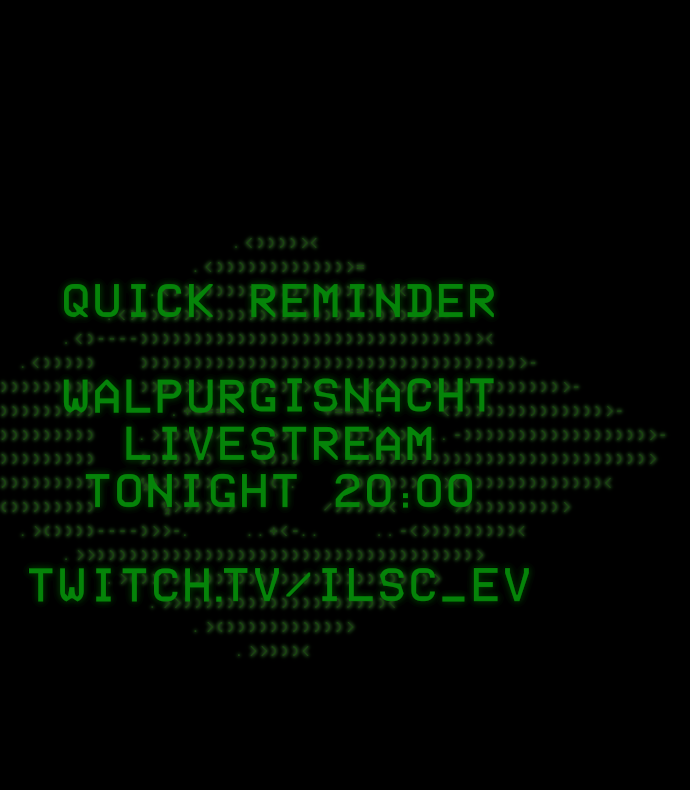 QUICK REMINDER
WALPURGISNACHT
LIVESTREAM
TONIGHT 20:00
TWITCH.TV/ILSC_EV